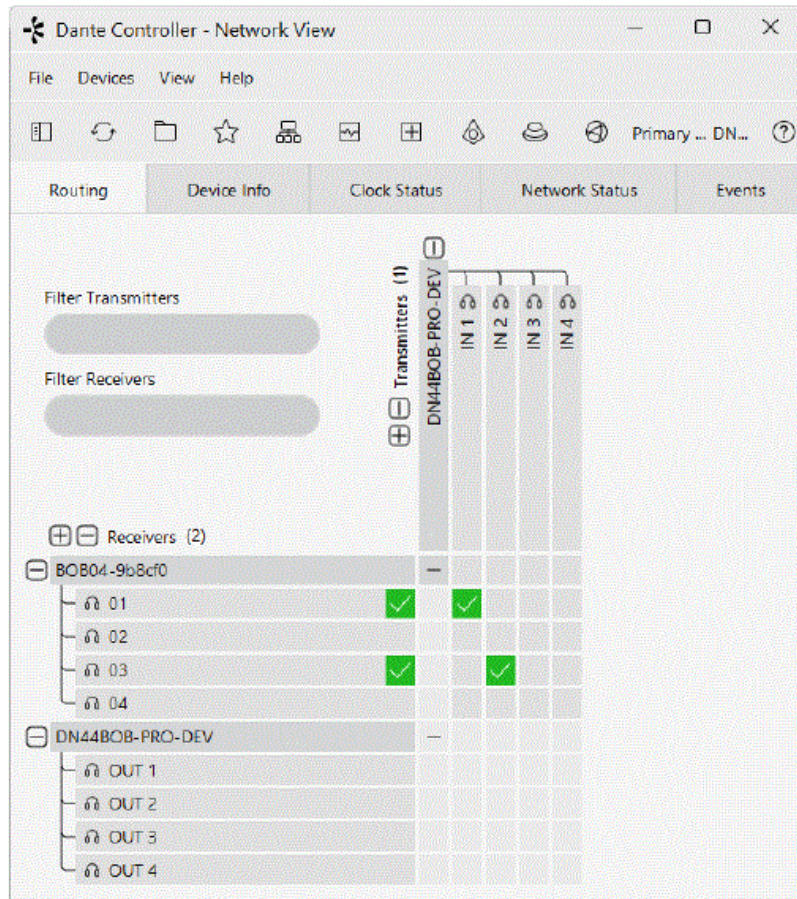 Dante Controller - Network View
File Devices View Help
Primary ... DN...
Routing Device Info Clock Status Network Status Events
Filter Transmitters
Filter Receivers
Transmitters (1)
DN44BOB-PRO-DEV
IN 1
IN 2
IN 3
IN 4
Receivers (2)
BOB04-9b8cf0
01
02
03
04
DN44BOB-PRO-DEV
OUT 1
OUT 2
OUT 3
OUT 4